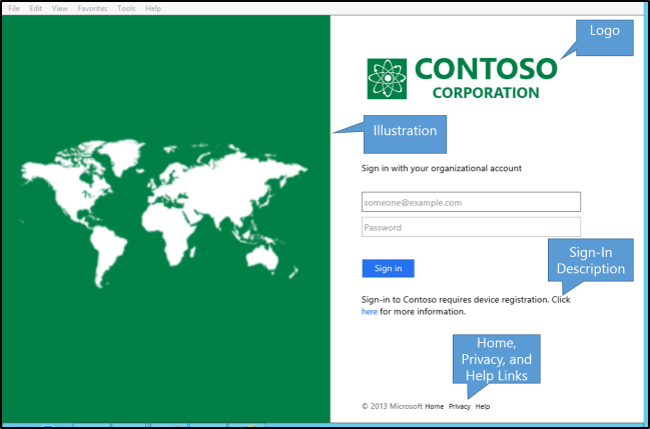 File Edit View Favorites Tools Help
Logo
CONTOSO
CORPORATION
Illustration
Sign in with your organizational account
someone@example.com
Password
Sign in
Sign-In
Description
Sign-in to Contoso requires device registration. Click
here for more information.
Home,
Privacy, and
Help Links
© 2013 Microsoft Home Privacy Help